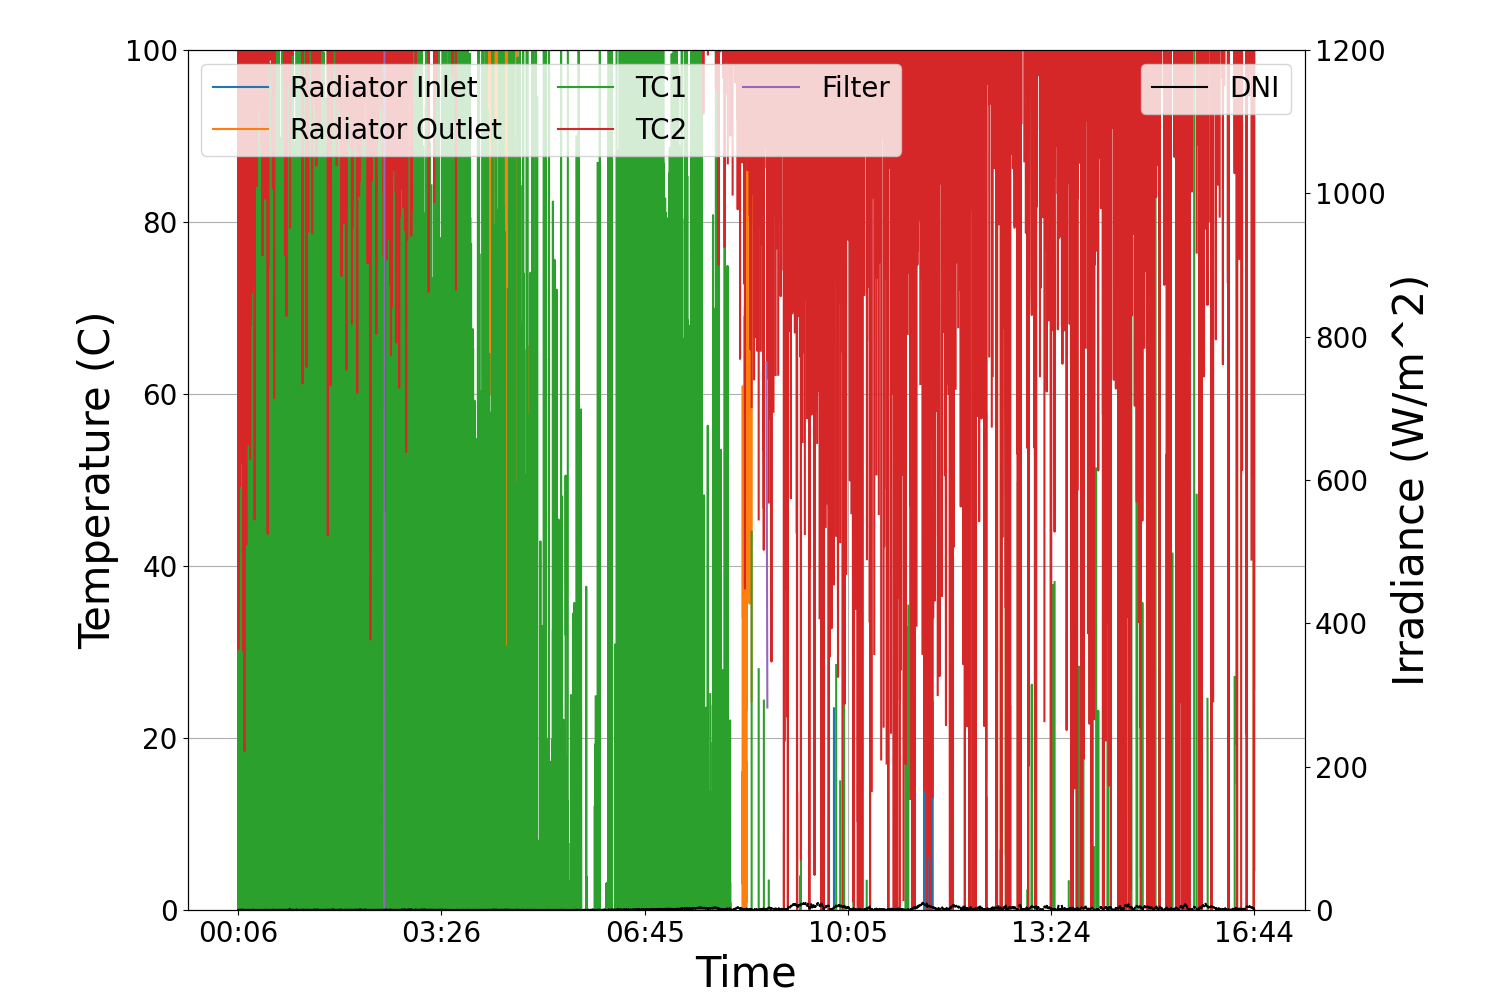 Radiator Inlet
Radiator Outlet
TC1
TC2
Filter
DNI
100
80
60
40
20
0
Temperature (C)
1200
1000
800
600
400
200
0
Irradiance (W/m^2)
00:06 03:26 06:45 10:05 13:24 16:44
Time